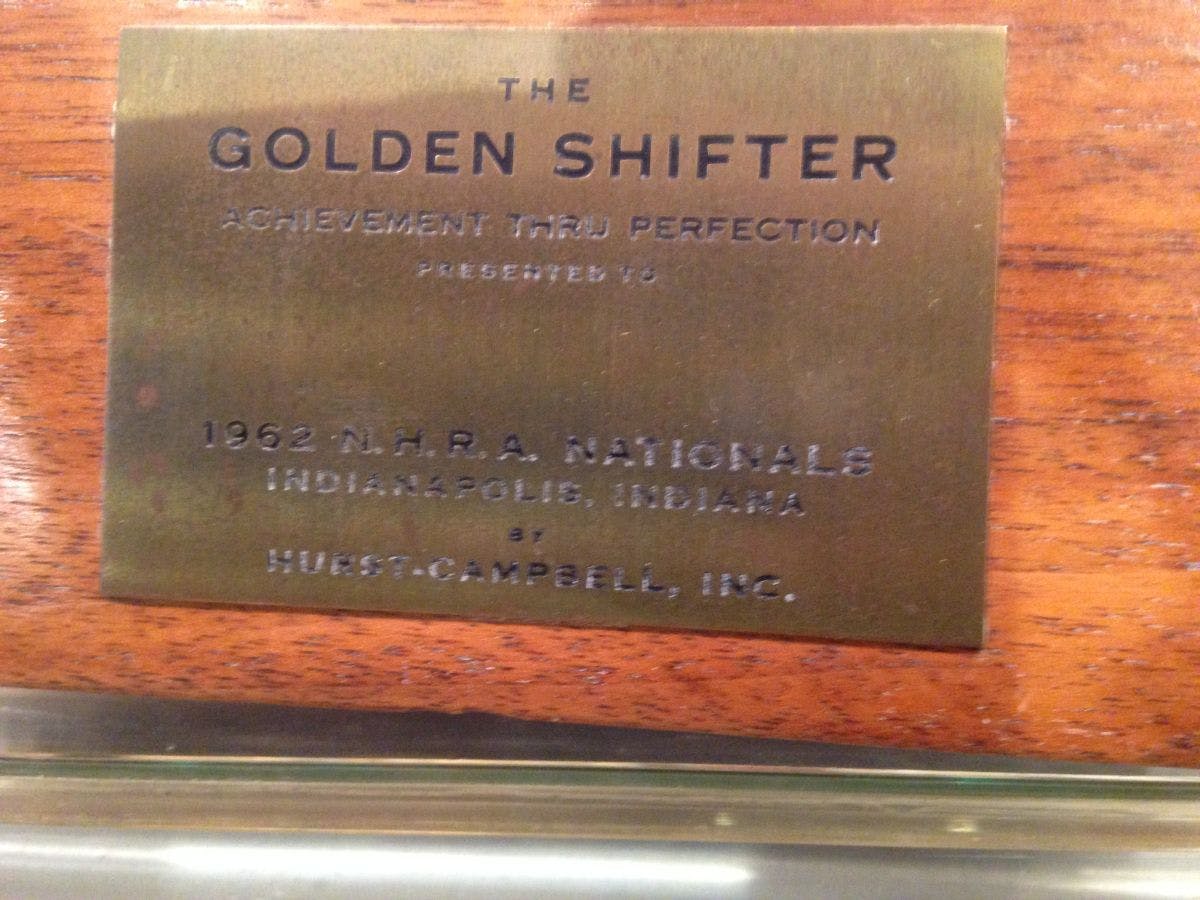 THE
GOLDEN SHIFTER
ACHIEVEMENT THRU PERFECTION
PRESENTED TO
1962 N.H.R.A. NATIONALS
INDIANAPOLIS, INDIANA
BY
HURST-CAMPBELL, INC.